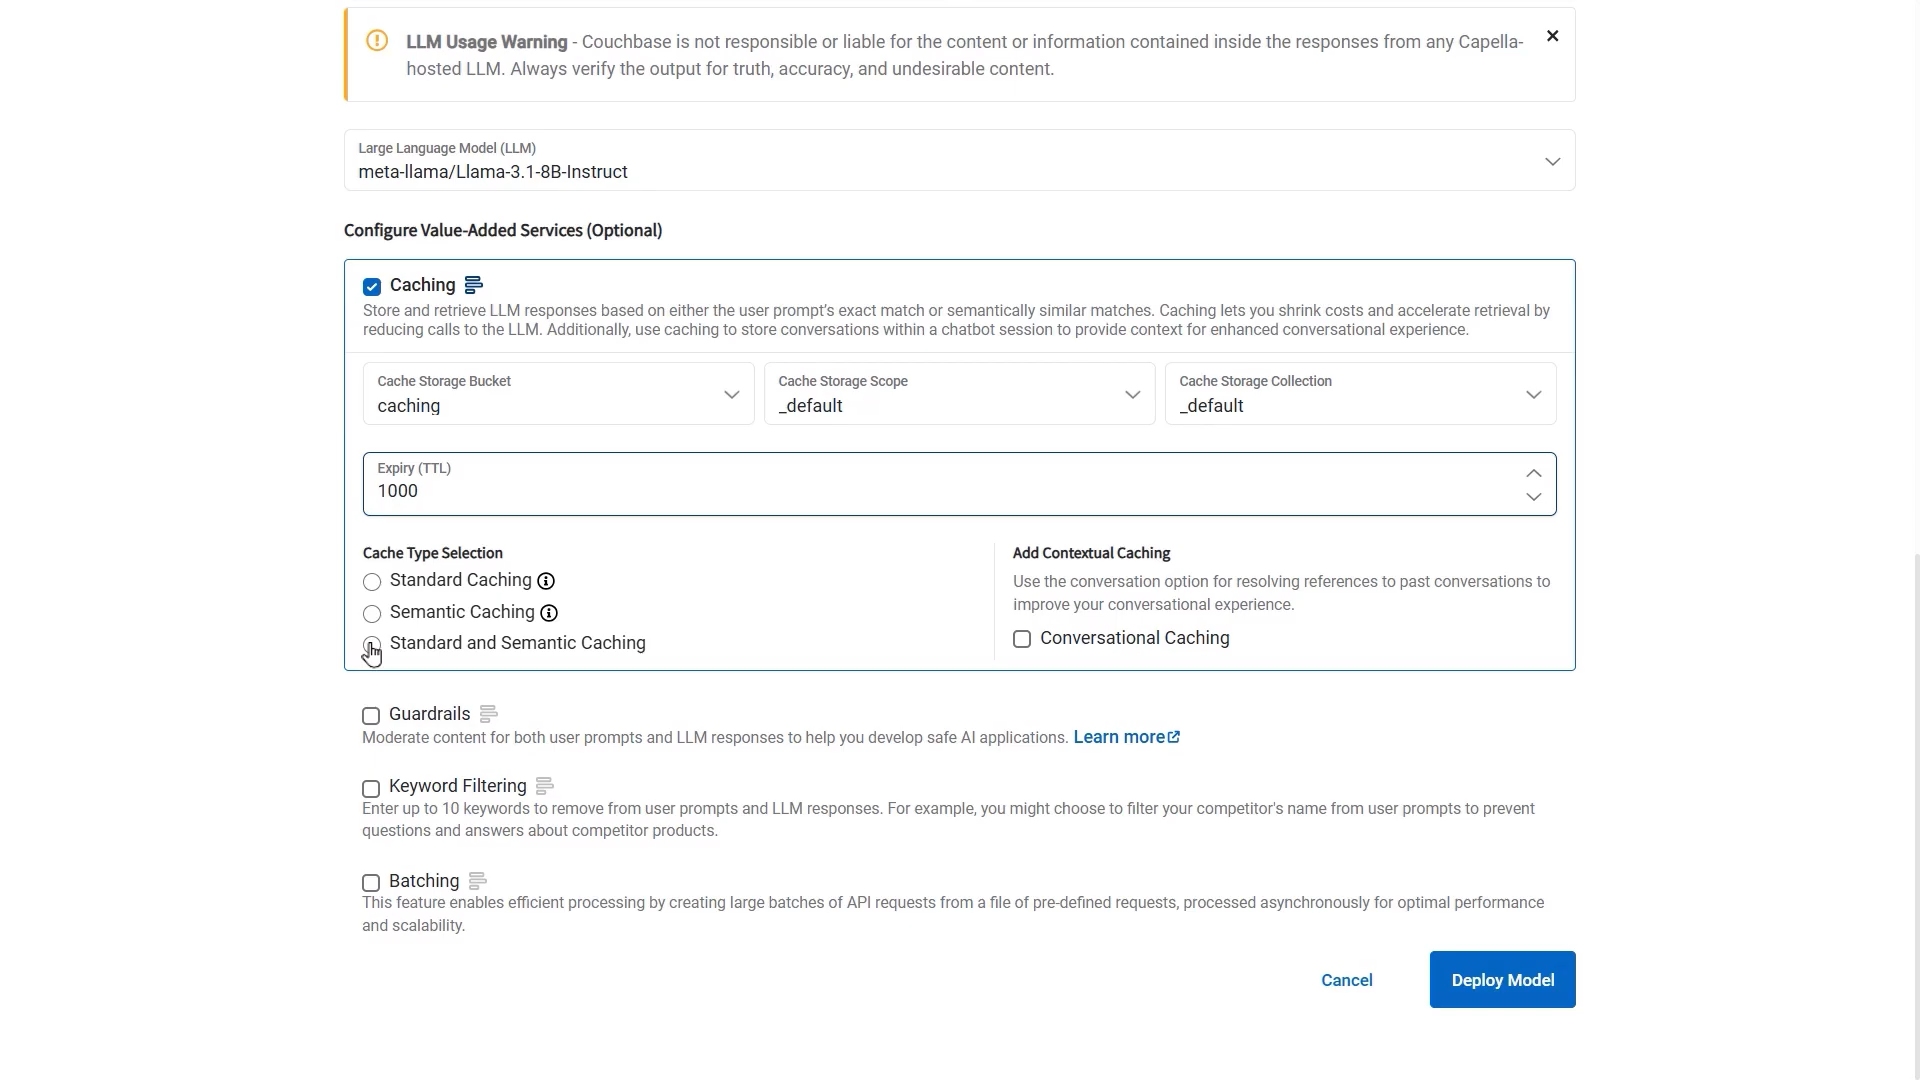 LLM Usage Warning - Couchbase is not responsible or liable for the content or information contained inside the responses from any Capella-
hosted LLM. Always verify the output for truth, accuracy, and undesirable content.
Large Language Model (LLM)
meta-llama/Llama-3.1-8B-Instruct
Configure Value-Added Services (Optional)
Caching
Store and retrieve LLM responses based on either the user prompt's exact match or semantically similar matches. Caching lets you shrink costs and accelerate retrieval by
reducing calls to the LLM. Additionally, use caching to store conversations within a chatbot session to provide context for enhanced conversational experience.
Cache Storage Bucket
caching
Cache Storage Scope
_default
Cache Storage Collection
_default
Expiry (TTL)
1000
Cache Type Selection
Standard Caching
Semantic Caching
Standard and Semantic Caching
Add Contextual Caching
Use the conversation option for resolving references to past conversations to
improve your conversational experience.
Conversational Caching
Guardrails
Moderate content for both user prompts and LLM responses to help you develop safe AI applications. Learn more
Keyword Filtering
Enter up to 10 keywords to remove from user prompts and LLM responses. For example, you might choose to filter your competitor's name from user prompts to prevent
questions and answers about competitor products.
Batching
This feature enables efficient processing by creating large batches of API requests from a file of pre-defined requests, processed asynchronously for optimal performance
and scalability.
Cancel
Deploy Model